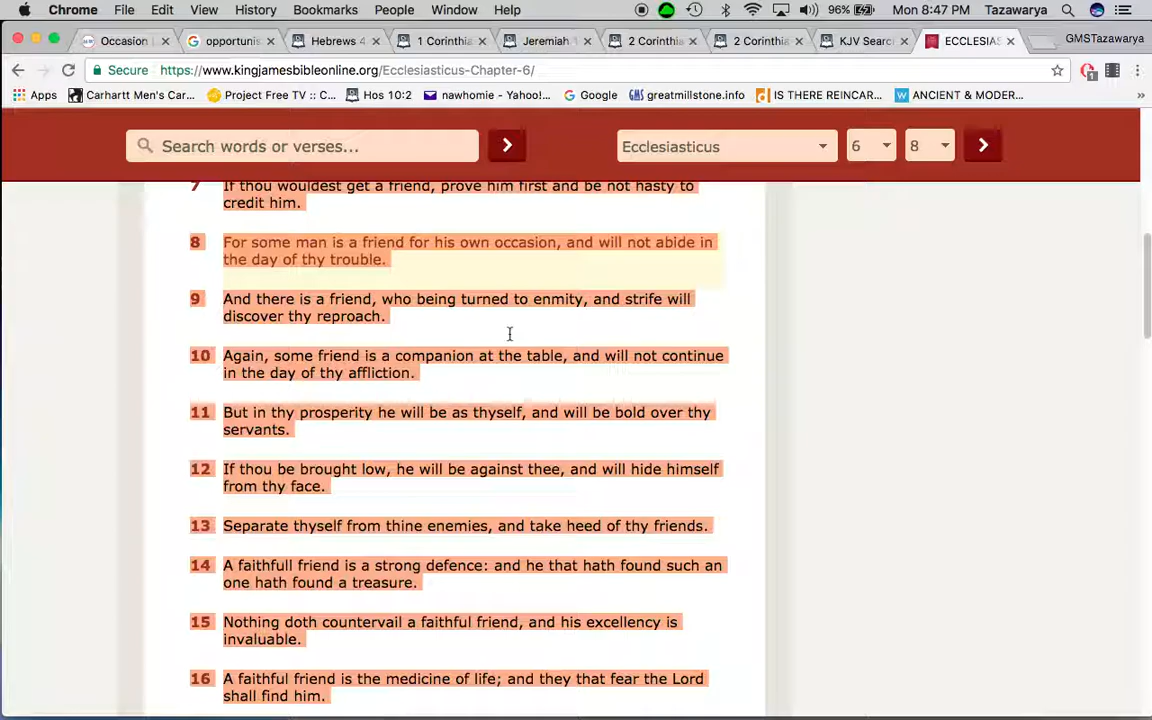 Chrome File Edit View History Bookmarks People Window Help 96% Mon 8:47 PM Tazawarya
Occasion opportunis Hebrews 4 1 Corinthia Jeremiah 2 Corinthia 2 Corinthia KJV Searc ECCLESIAS GMSTazawarya
Secure https://www.kingjamesbibleonline.org/Ecclesiasticus-Chapter-6/
Apps Carhartt Men's Car... Project Free TV :: C... Hos 10:2 nawhomie - Yahoo!... Google GMS greatmillstone.info IS THERE REINCAR... W ANCIENT & MODER... »
Search words or verses... Ecclesiasticus 6 8
7 If thou wouldest get a friend, prove him first and be not hasty to
credit him.
8 For some man is a friend for his own occasion, and will not abide in
the day of thy trouble.
9 And there is a friend, who being turned to enmity, and strife will
discover thy reproach.
10 Again, some friend is a companion at the table, and will not continue
in the day of thy affliction.
11 But in thy prosperity he will be as thyself, and will be bold over thy
servants.
12 If thou be brought low, he will be against thee, and will hide himself
from thy face.
13 Separate thyself from thine enemies, and take heed of thy friends.
14 A faithfull friend is a strong defence: and he that hath found such an
one hath found a treasure.
15 Nothing doth countervail a faithful friend, and his excellency is
invaluable.
16 A faithful friend is the medicine of life; and they that fear the Lord
shall find him.